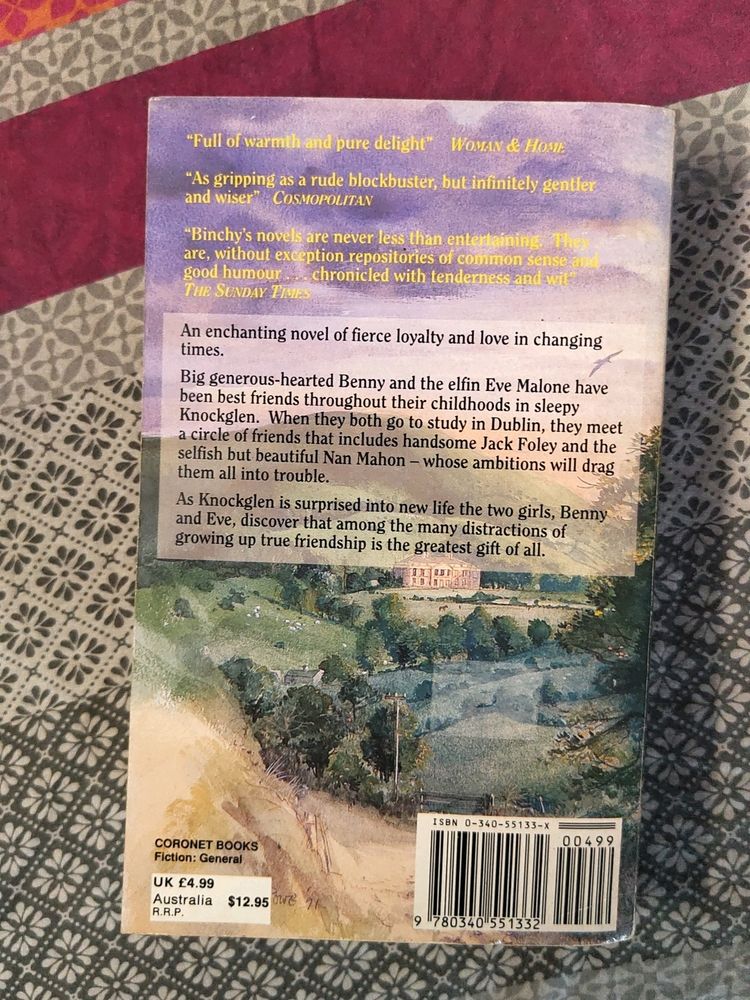 "Full of warmth and pure delight" WOMAN & HOME
"As gripping as a rude blockbuster, but infinitely gentler
and wiser" COSMOPOLITAN
"Binchy's novels are never less than entertaining. They
are, without exception repositories of common sense and
good humour . . . chronicled with tenderness and wit"
THE SUNDAY TIMES
An enchanting novel of fierce loyalty and love in changing
times.
Big generous-hearted Benny and the elfin Eve Malone have
been best friends throughout their childhoods in sleepy
Knockglen. When they both go to study in Dublin, they meet
a circle of friends that includes handsome Jack Foley and the
selfish but beautiful Nan Mahon – whose ambitions will drag
them all into trouble.
As Knockglen is surprised into new life the two girls, Benny
and Eve, discover that among the many distractions of
growing up true friendship is the greatest gift of all.
CORONET BOOKS
Fiction: General
UK £4.99
Australia $12.95
R.R.P.
ISBN 0-340-55133-X
00499
9 780340 551332